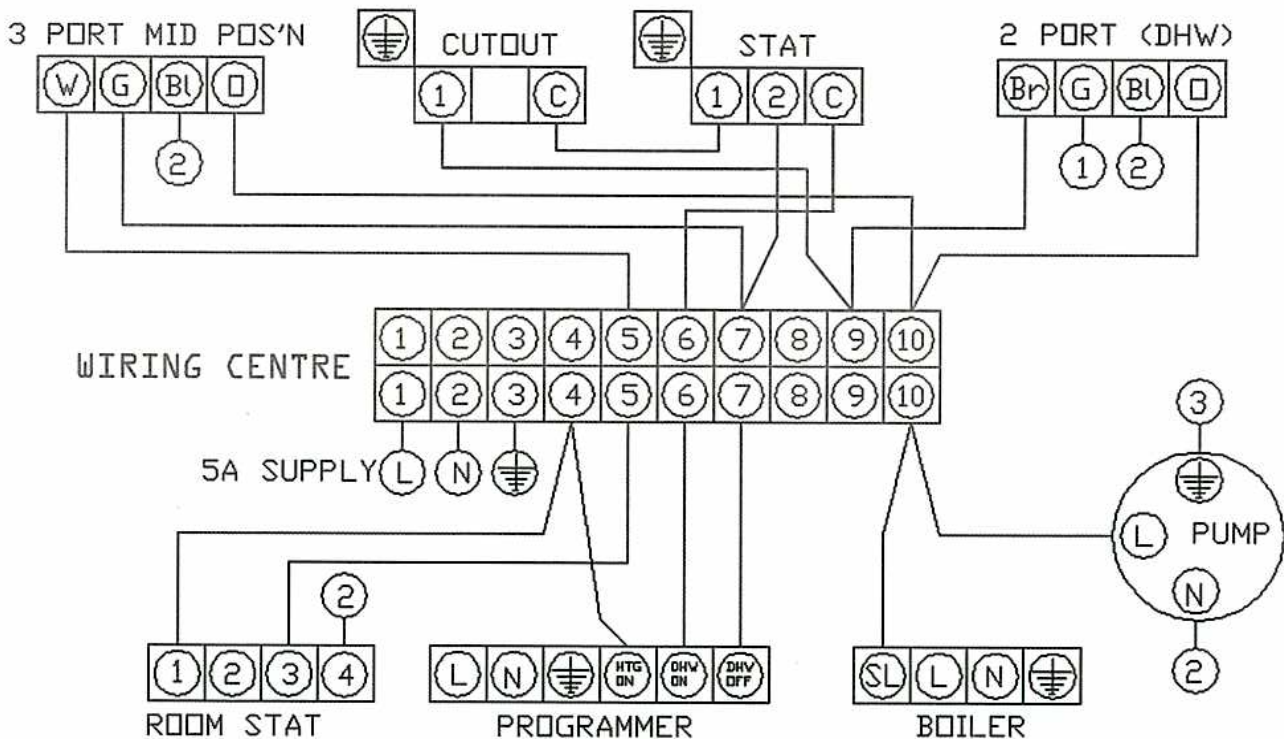 3 PORT MID POS'N
W G Bl O
2
CUTOUT
1 C
STAT
1 2 C
2 PORT (DHW)
Br G Bl O
1 2
WIRING CENTRE
1 2 3 4 5 6 7 8 9 10
1 2 3 4 5 6 7 8 9 10
5A SUPPLY L N
3
L PUMP
N
2
2
1 2 3 4
ROOM STAT
L N HTG ON DHW ON DHW OFF
PROGRAMMER
SL L N
BOILER